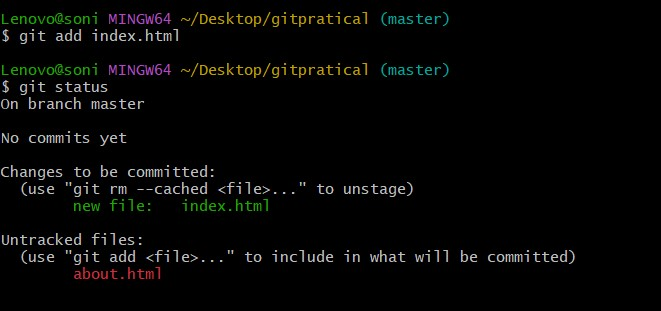 Lenovo@soni MINGW64 ~/Desktop/gitpratical (master)
$ git add index.html
Lenovo@soni MINGW64 ~/Desktop/gitpratical (master)
$ git status
On branch master
No commits yet
Changes to be committed:
  (use "git rm --cached <file>..." to unstage)
        new file:   index.html
Untracked files:
  (use "git add <file>..." to include in what will be committed)
        about.html